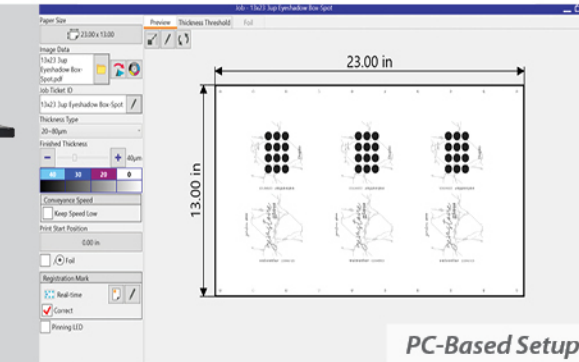 Job - 13x23 3up Eyeshadow Box-Spot
Paper Size
23.00 x 13.00
Image Data
13x23 3up
Eyeshadow Box-
Spot.pdf
Job Ticket ID
13x23 3up Eyeshadow Box-Spot
Thickness Type
20~80μm
Finished Thickness
40μm
40 30 20 0
Conveyance Speed
Keep Speed Low
Print Start Position
0.00 in
Foil
Registration Mark
Real-time
Correct
Pinning LED
Preview Thickness Threshold Foil
23.00 in
13.00 in
PC-Based Setup